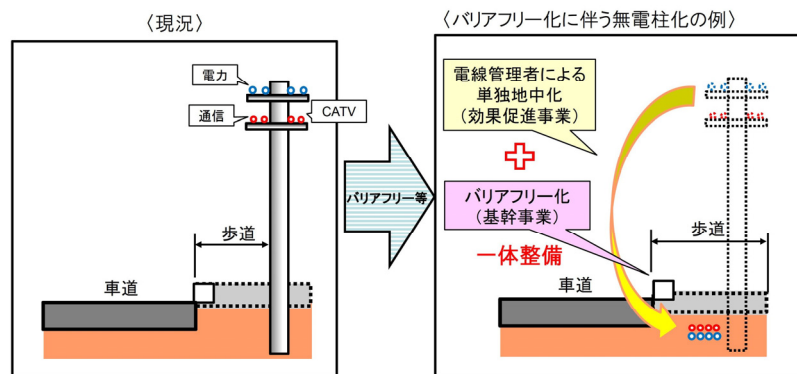 〈現況〉
電力
通信
CATV
歩道
車道
バリアフリー等
〈バリアフリー化に伴う無電柱化の例〉
電線管理者による
単独地中化
(効果促進事業)
バリアフリー化
(基幹事業)
一体整備
歩道
車道